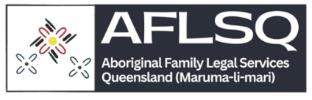 AFLSQ
Aboriginal Family Legal Services
Queensland (Maruma-li-mari)